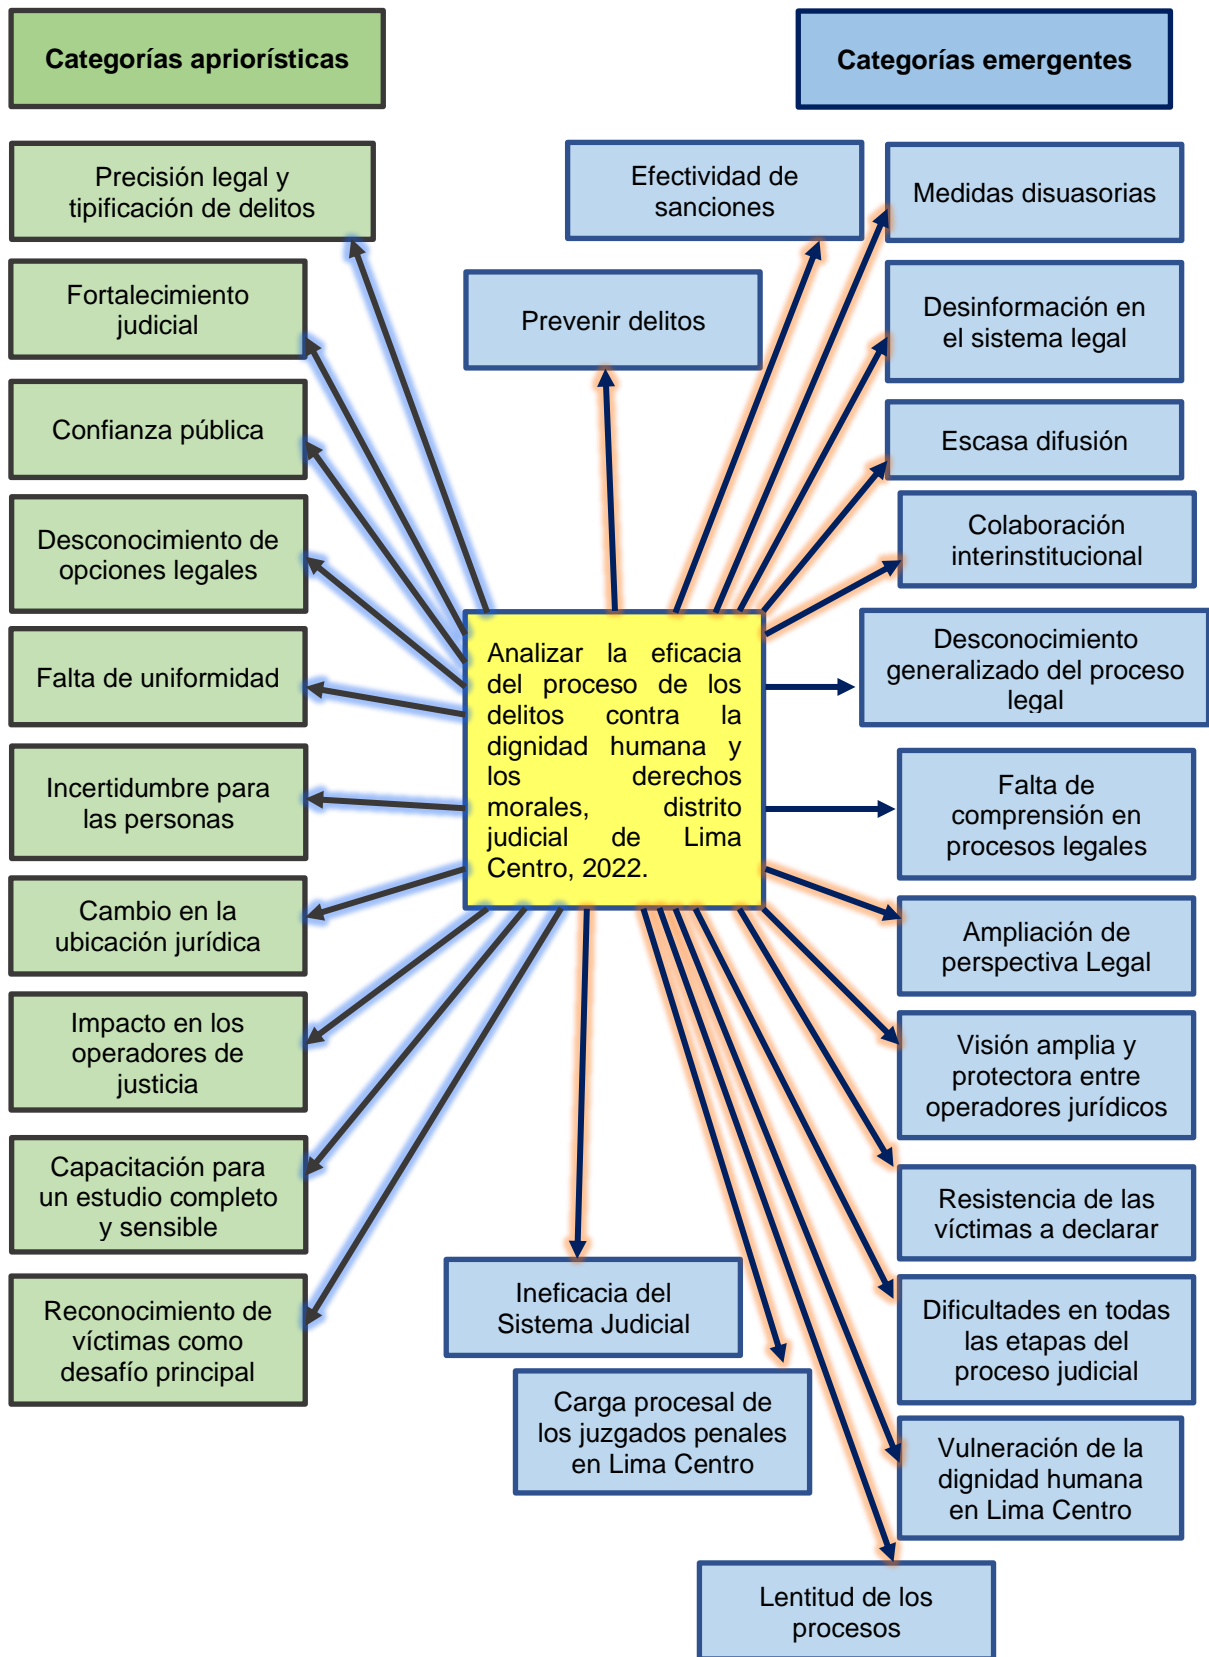 Categorías apriorísticas
Categorías emergentes
Precisión legal y
tipificación de delitos
Fortalecimiento
judicial
Confianza pública
Desconocimiento de
opciones legales
Falta de uniformidad
Incertidumbre para
las personas
Cambio en la
ubicación jurídica
Impacto en los
operadores de
justicia
Capacitación para
un estudio completo
y sensible
Reconocimiento de
víctimas como
desafío principal
Efectividad de
sanciones
Prevenir delitos
Analizar la eficacia
del proceso de los
delitos contra la
dignidad humana y
los derechos
morales, distrito
judicial de Lima
Centro, 2022.
Ineficacia del
Sistema Judicial
Carga procesal de
los juzgados penales
en Lima Centro
Lentitud de los
procesos
Medidas disuasorias
Desinformación en
el sistema legal
Escasa difusión
Colaboración
interinstitucional
Desconocimiento
generalizado del proceso
legal
Falta de
comprensión en
procesos legales
Ampliación de
perspectiva Legal
Visión amplia y
protectora entre
operadores jurídicos
Resistencia de las
víctimas a declarar
Dificultades en todas
las etapas del
proceso judicial
Vulneración de la
dignidad humana
en Lima Centro